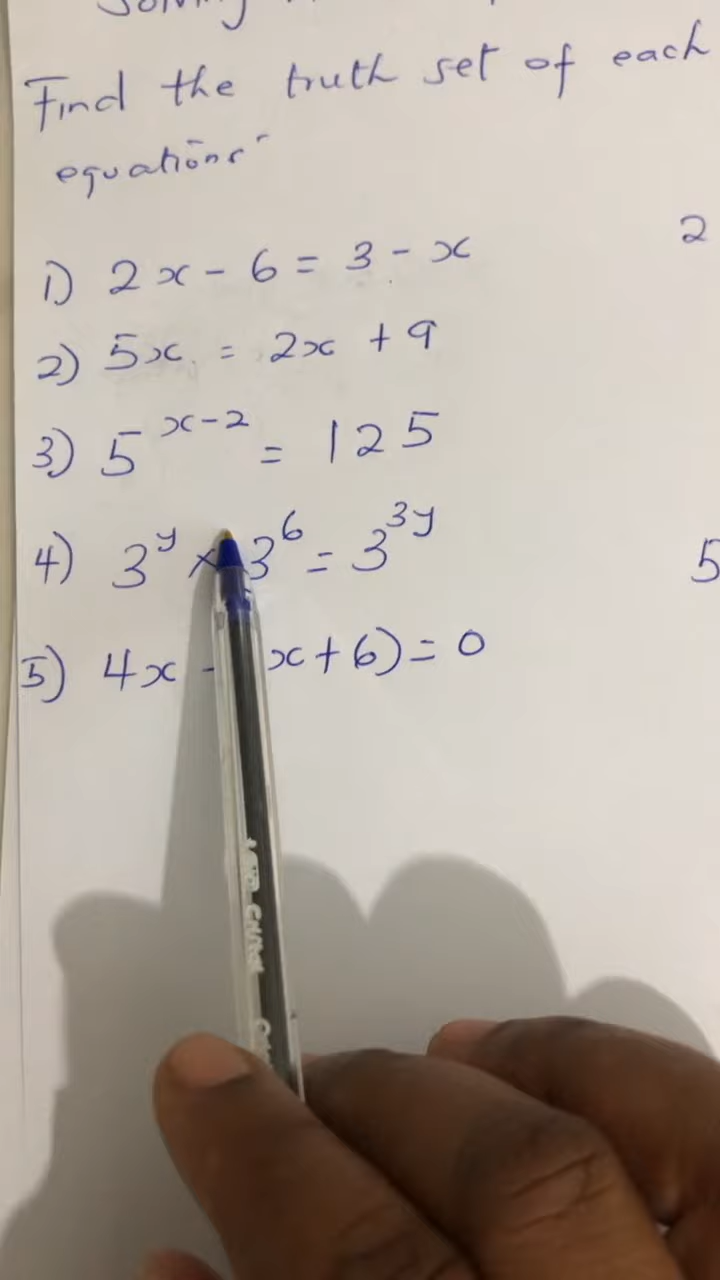 Find the truth set of each
equations
1) 2x - 6 = 3 - x
2
2) 5x = 2x + 9
3) 5^{x-2} = 125
4) 3^y × 3^6 = 3^{3y}
5
5) 4x - x + 6) = 0